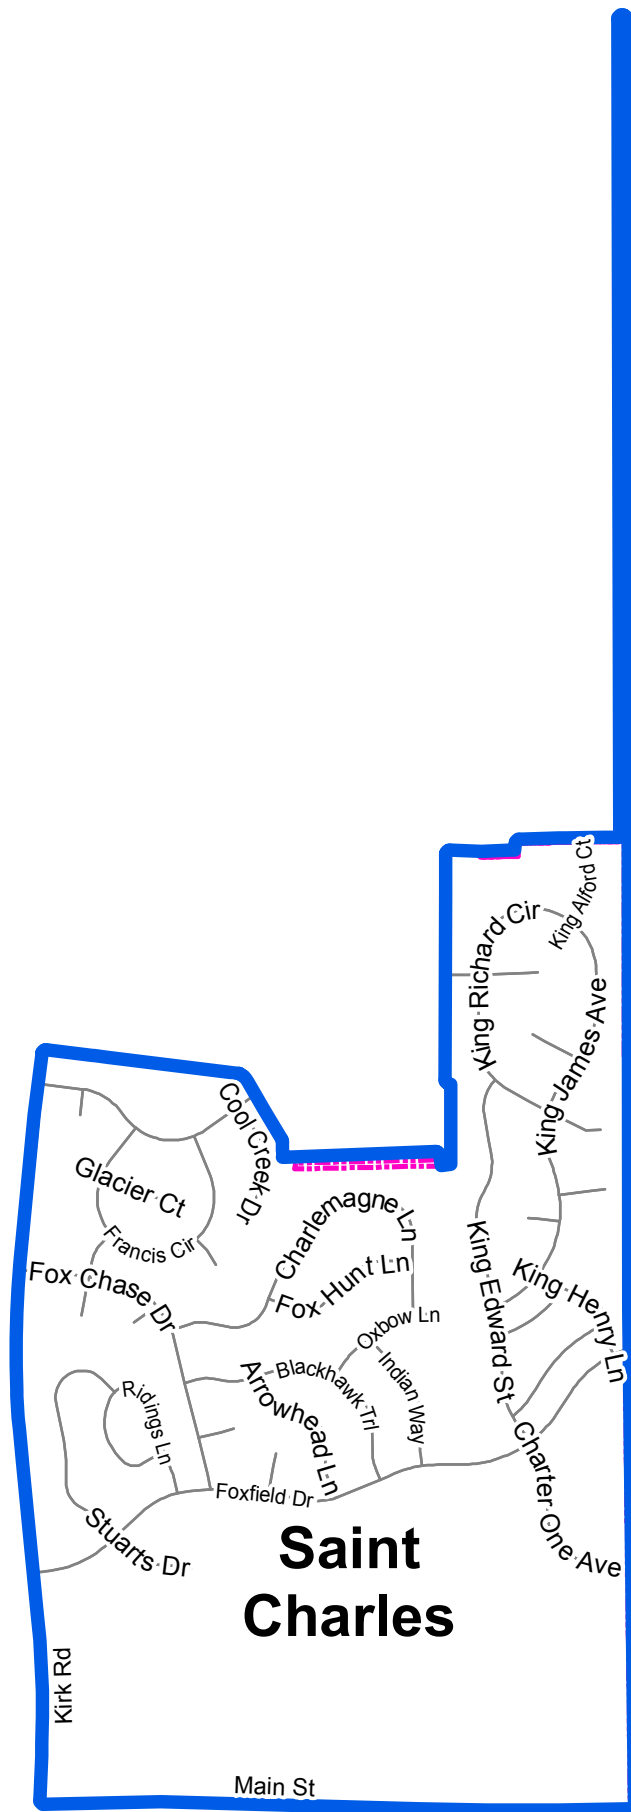 King Alford Ct
King Richard Cir
King James Ave
Cool Creek Dr
Glacier Ct
Francis Cir
Charlemagne Ln
Fox Chase Dr
Fox Hunt Ln
King Edward St
King Henry Ln
Oxbow Ln
Blackhawk Trl
Indian Way
Arrowhead Ln
Ridings Ln
Foxfield Dr
Charter One Ave
Stuarts Dr
Saint
Charles
Kirk Rd
Main St